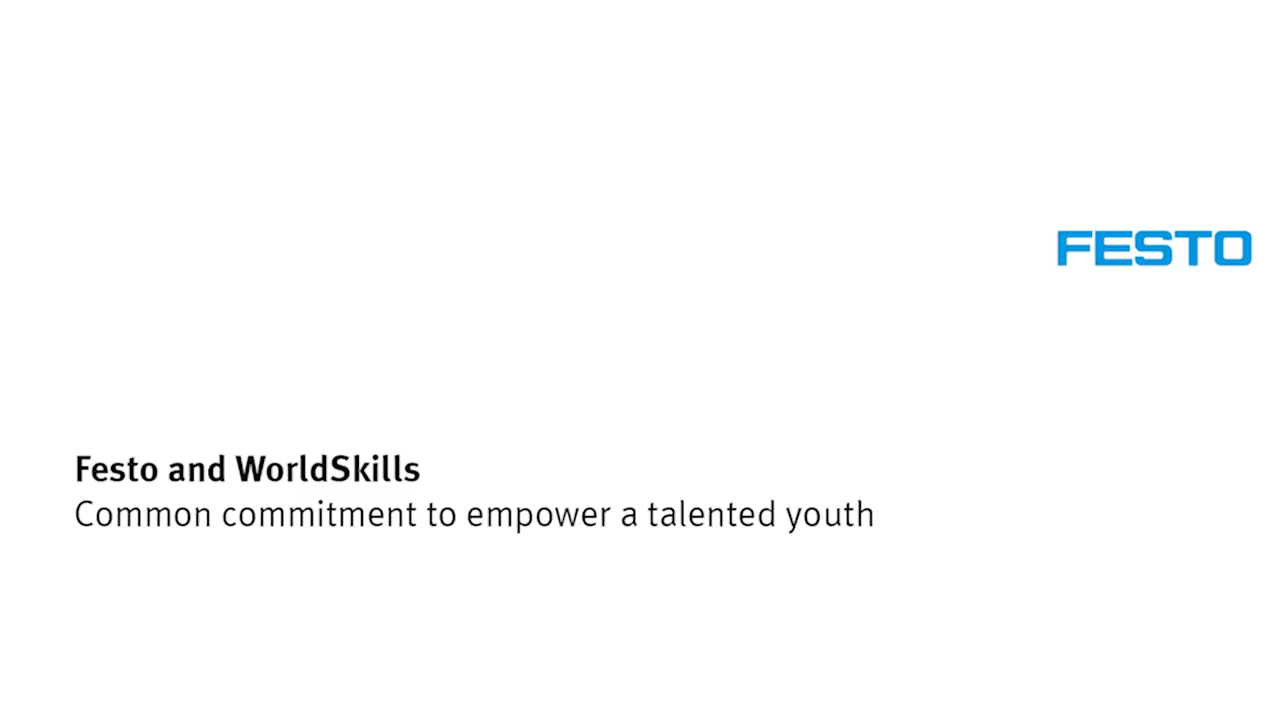 FESTO
Festo and WorldSkills
Common commitment to empower a talented youth